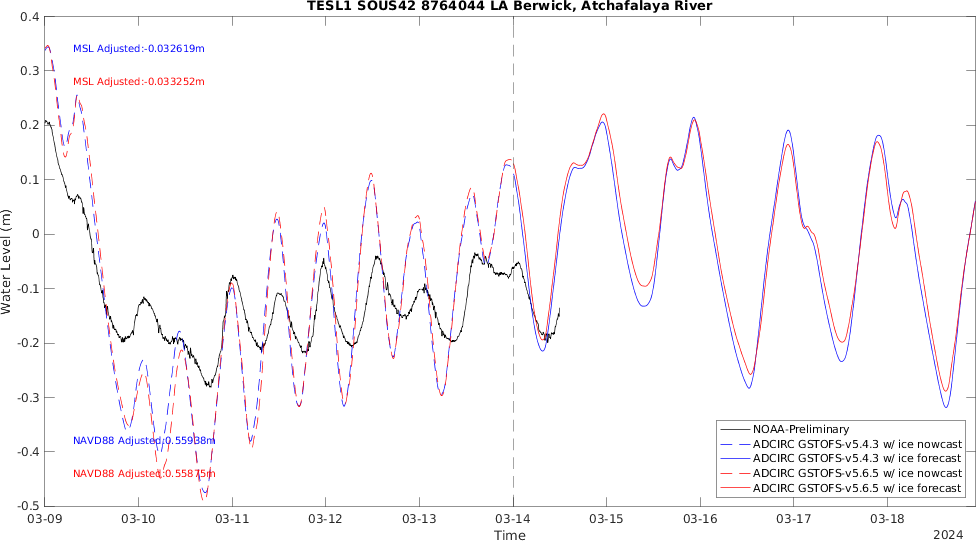 TESL1 SOUS42 8764044 LA Berwick, Atchafalaya River
0.4
0.3
0.2
0.1
0
-0.1
-0.2
-0.3
-0.4
-0.5
Water Level (m)
MSL Adjusted:-0.032619m
MSL Adjusted:-0.033252m
NAVD88 Adjusted:0.55938m
NAVD88 Adjusted:0.55875m
NOAA-Preliminary
ADCIRC GSTOFS-v5.4.3 w/ ice nowcast
ADCIRC GSTOFS-v5.4.3 w/ ice forecast
ADCIRC GSTOFS-v5.6.5 w/ ice nowcast
ADCIRC GSTOFS-v5.6.5 w/ ice forecast
03-09 03-10 03-11 03-12 03-13 03-14 03-15 03-16 03-17 03-18
Time
2024